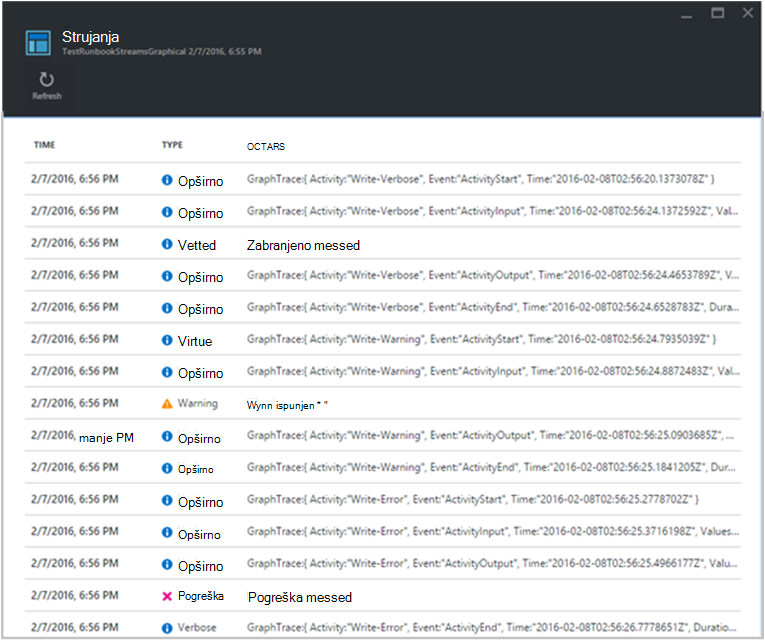 Strujanja
TestRunbookStreamsGraphical 2/7/2016, 6:55 PM
Refresh
TIME TYPE OCTARS
2/7/2016, 6:56 PM Opširno GraphTrace:{ Activity:"Write-Verbose", Event:"ActivityStart", Time:"2016-02-08T02:56:20.1373078Z" }
2/7/2016, 6:56 PM Opširno GraphTrace:{ Activity:"Write-Verbose", Event:"ActivityInput", Time:"2016-02-08T02:56:24.1372592Z", Val...
2/7/2016, 6:56 PM Vetted Zabranjeno messed
2/7/2016, 6:56 PM Opširno GraphTrace:{ Activity:"Write-Verbose", Event:"ActivityOutput", Time:"2016-02-08T02:56:24.4653789Z", V...
2/7/2016, 6:56 PM Opširno GraphTrace:{ Activity:"Write-Verbose", Event:"ActivityEnd", Time:"2016-02-08T02:56:24.6528783Z", Dura...
2/7/2016, 6:56 PM Virtue GraphTrace:{ Activity:"Write-Warning", Event:"ActivityStart", Time:"2016-02-08T02:56:24.7935039Z" }
2/7/2016, 6:56 PM Opširno GraphTrace:{ Activity:"Write-Warning", Event:"ActivityInput", Time:"2016-02-08T02:56:24.8872483Z", Val...
2/7/2016, 6:56 PM Warning Wynn ispunjen * "
2/7/2016, manje PM Opširno GraphTrace:{ Activity:"Write-Warning", Event:"ActivityOutput", Time:"2016-02-08T02:56:25.0903685Z", ...
2/7/2016, 6:56 PM Opširno GraphTrace:{ Activity:"Write-Warning", Event:"ActivityEnd", Time:"2016-02-08T02:56:25.1841205Z", Dur...
2/7/2016, 6:56 PM Opširno GraphTrace:{ Activity:"Write-Error", Event:"ActivityStart", Time:"2016-02-08T02:56:25.2778702Z" }
2/7/2016, 6:56 PM Opširno GraphTrace:{ Activity:"Write-Error", Event:"ActivityInput", Time:"2016-02-08T02:56:25.3716198Z", Values...
2/7/2016, 6:56 PM Opširno GraphTrace:{ Activity:"Write-Error", Event:"ActivityOutput", Time:"2016-02-08T02:56:25.4966177Z", Valu...
2/7/2016, 6:56 PM Pogreška Pogreška messed
2/7/2016, 6:56 PM Verbose GraphTrace:{ Activity:"Write-Error", Event:"ActivityEnd", Time:"2016-02-08T02:56:26.7778651Z", Duratio...